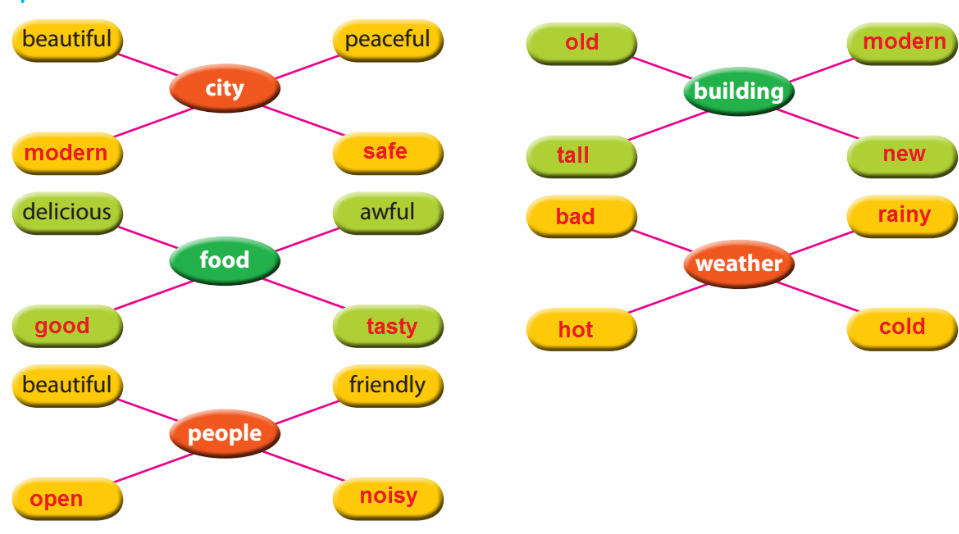 beautiful
peaceful
city
modern
safe
delicious
awful
food
good
tasty
beautiful
friendly
people
open
noisy
old
modern
building
tall
new
bad
rainy
weather
hot
cold